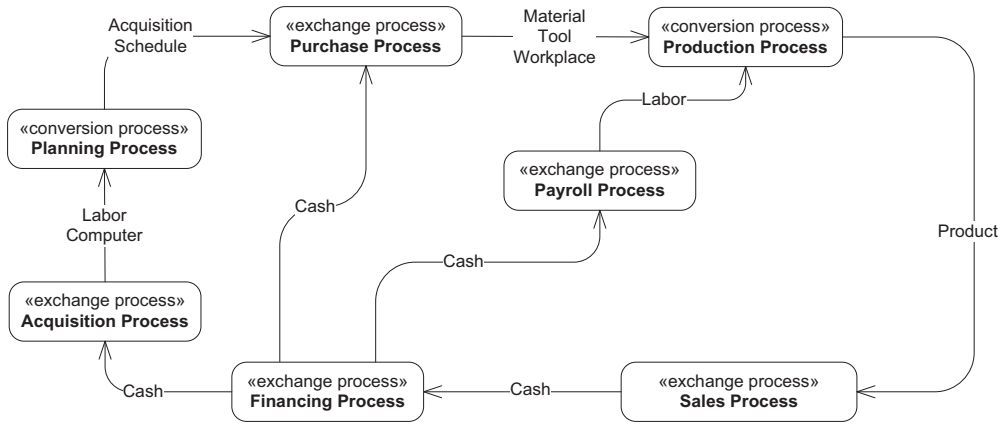 Acquisition
Schedule
«exchange process»
Purchase Process
Material
Tool
Workplace
«conversion process»
Production Process
«conversion process»
Planning Process
Labor
«exchange process»
Payroll Process
Cash
Labor
Computer
Cash
Product
«exchange process»
Acquisition Process
Cash
«exchange process»
Financing Process
Cash
«exchange process»
Sales Process